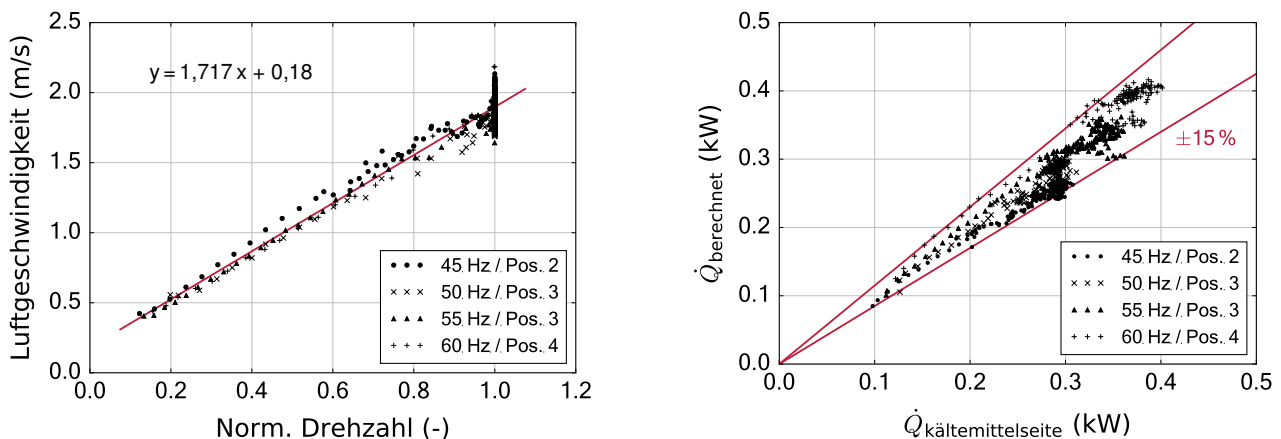 Luftgeschwindigkeit (m/s)
2.5
2.0
1.5
1.0
0.5
0.0
y = 1,717 x + 0,18
45 Hz / Pos. 2
50 Hz / Pos. 3
55 Hz / Pos. 3
60 Hz / Pos. 4
0.0 0.2 0.4 0.6 0.8 1.0 1.2
Norm. Drehzahl (-)
Q̇berechnet (kW)
0.5
0.4
0.3
0.2
0.1
0.0
±15 %
45 Hz / Pos. 2
50 Hz / Pos. 3
55 Hz / Pos. 3
60 Hz / Pos. 4
0.0 0.1 0.2 0.3 0.4 0.5
Q̇kältemittelseite (kW)